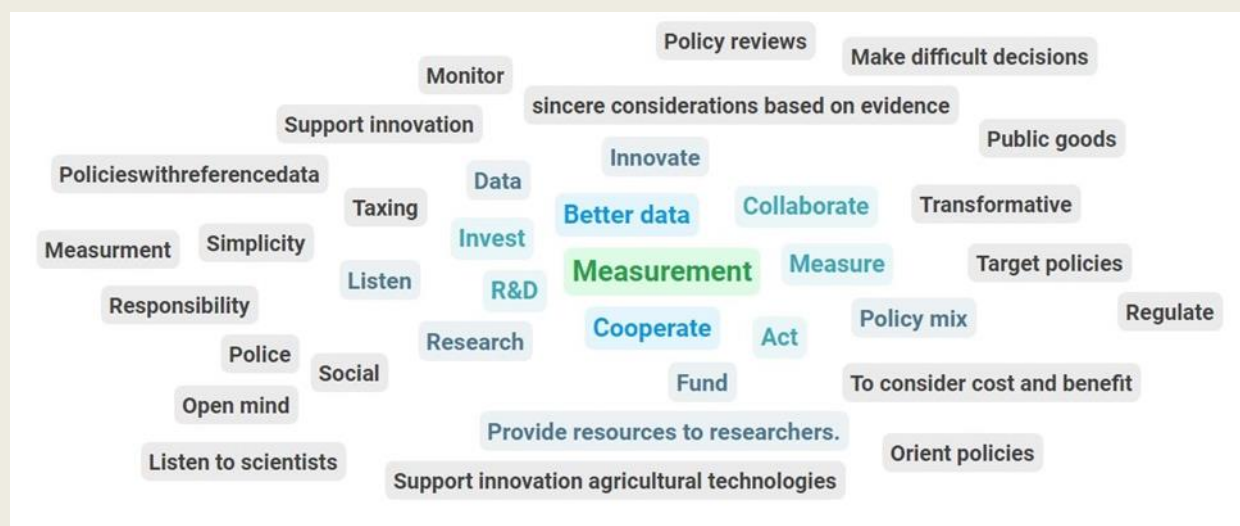 Policy reviews
Make difficult decisions
Monitor
sincere considerations based on evidence
Support innovation
Public goods
Innovate
Policieswithreferencedata
Data
Taxing
Better data
Collaborate
Transformative
Measurment
Simplicity
Invest
Measurement
Measure
Target policies
Listen
R&D
Responsibility
Regulate
Cooperate
Policy mix
Research
Act
Police
Social
Fund
To consider cost and benefit
Open mind
Provide resources to researchers.
Listen to scientists
Orient policies
Support innovation agricultural technologies